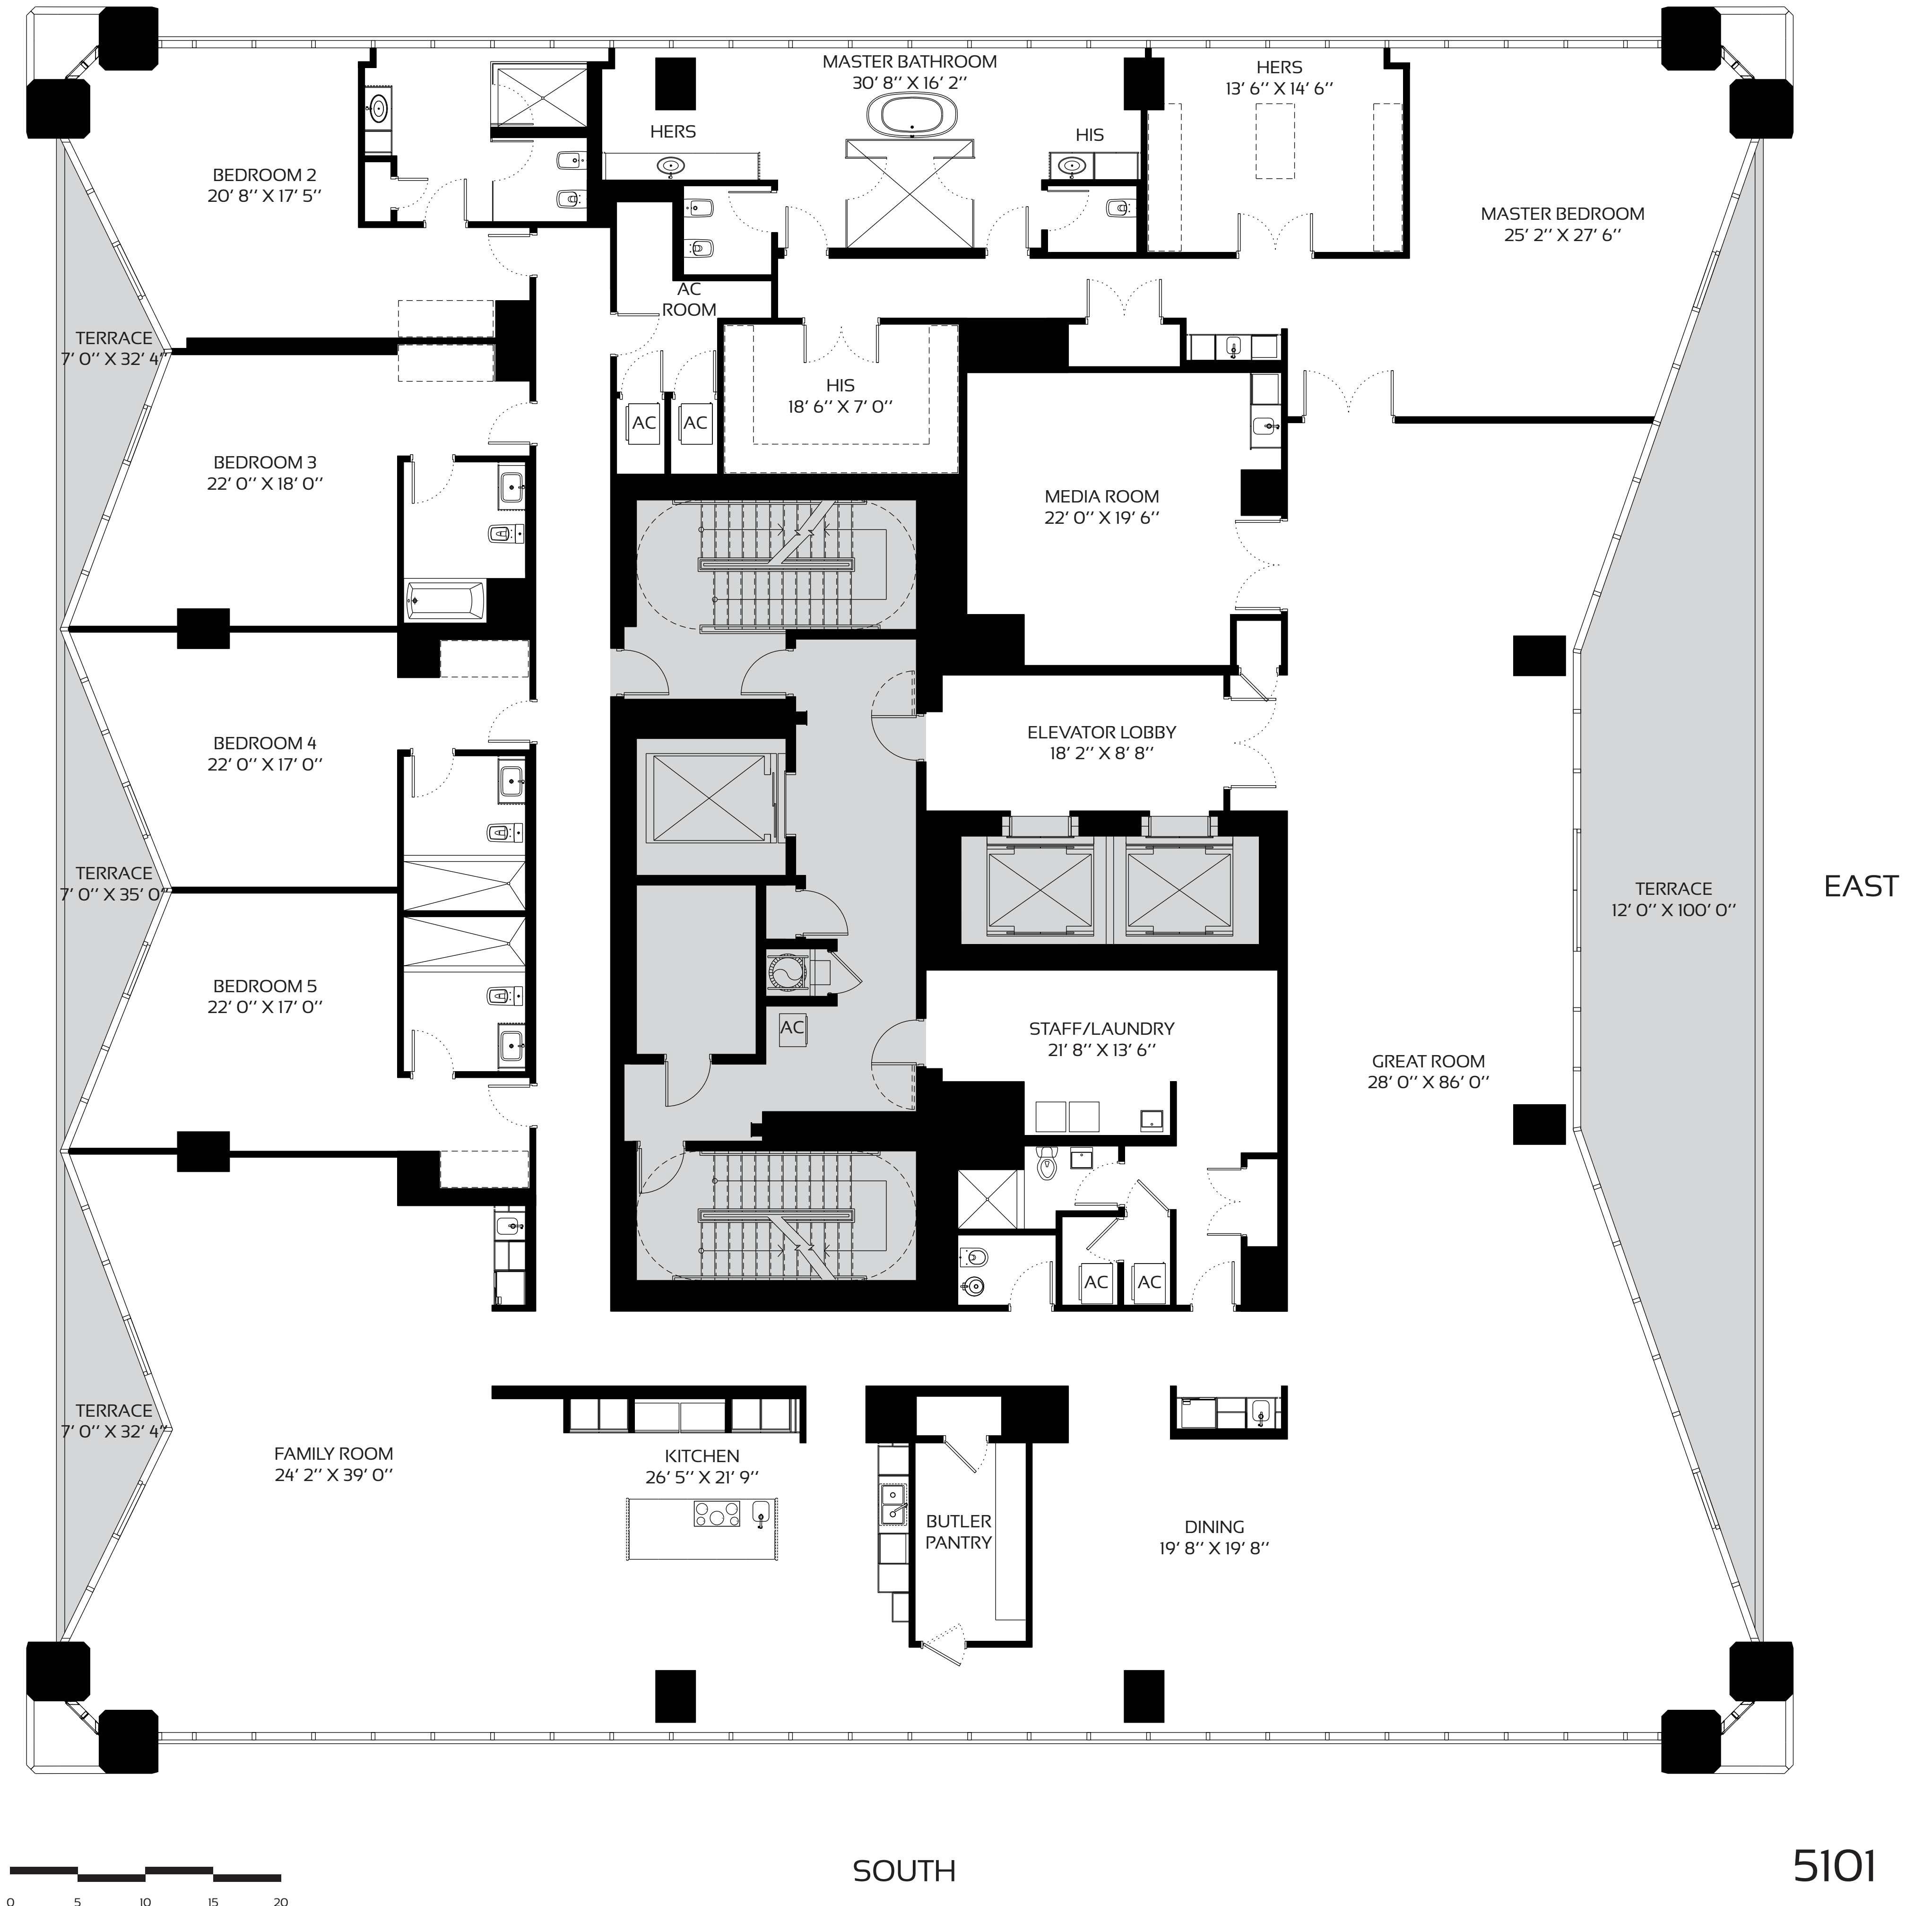 MASTER BATHROOM
30' 8'' X 16' 2''
HERS
13' 6'' X 14' 6''
HERS
HIS
BEDROOM 2
20' 8'' X 17' 5''
MASTER BEDROOM
25' 2'' X 27' 6''
AC
ROOM
TERRACE
7' 0'' X 32' 4''
HIS
18' 6'' X 7' 0''
AC
AC
BEDROOM 3
22' 0'' X 18' 0''
MEDIA ROOM
22' 0'' X 19' 6''
ELEVATOR LOBBY
18' 2'' X 8' 8''
BEDROOM 4
22' 0'' X 17' 0''
TERRACE
7' 0'' X 35' 0''
TERRACE
12' 0'' X 100' 0''
EAST
BEDROOM 5
22' 0'' X 17' 0''
AC
STAFF/LAUNDRY
21' 8'' X 13' 6''
GREAT ROOM
28' 0'' X 86' 0''
AC
AC
TERRACE
7' 0'' X 32' 4''
FAMILY ROOM
24' 2'' X 39' 0''
KITCHEN
26' 5'' X 21' 9''
BUTLER
PANTRY
DINING
19' 8'' X 19' 8''
SOUTH
5101
0 5 10 15 20